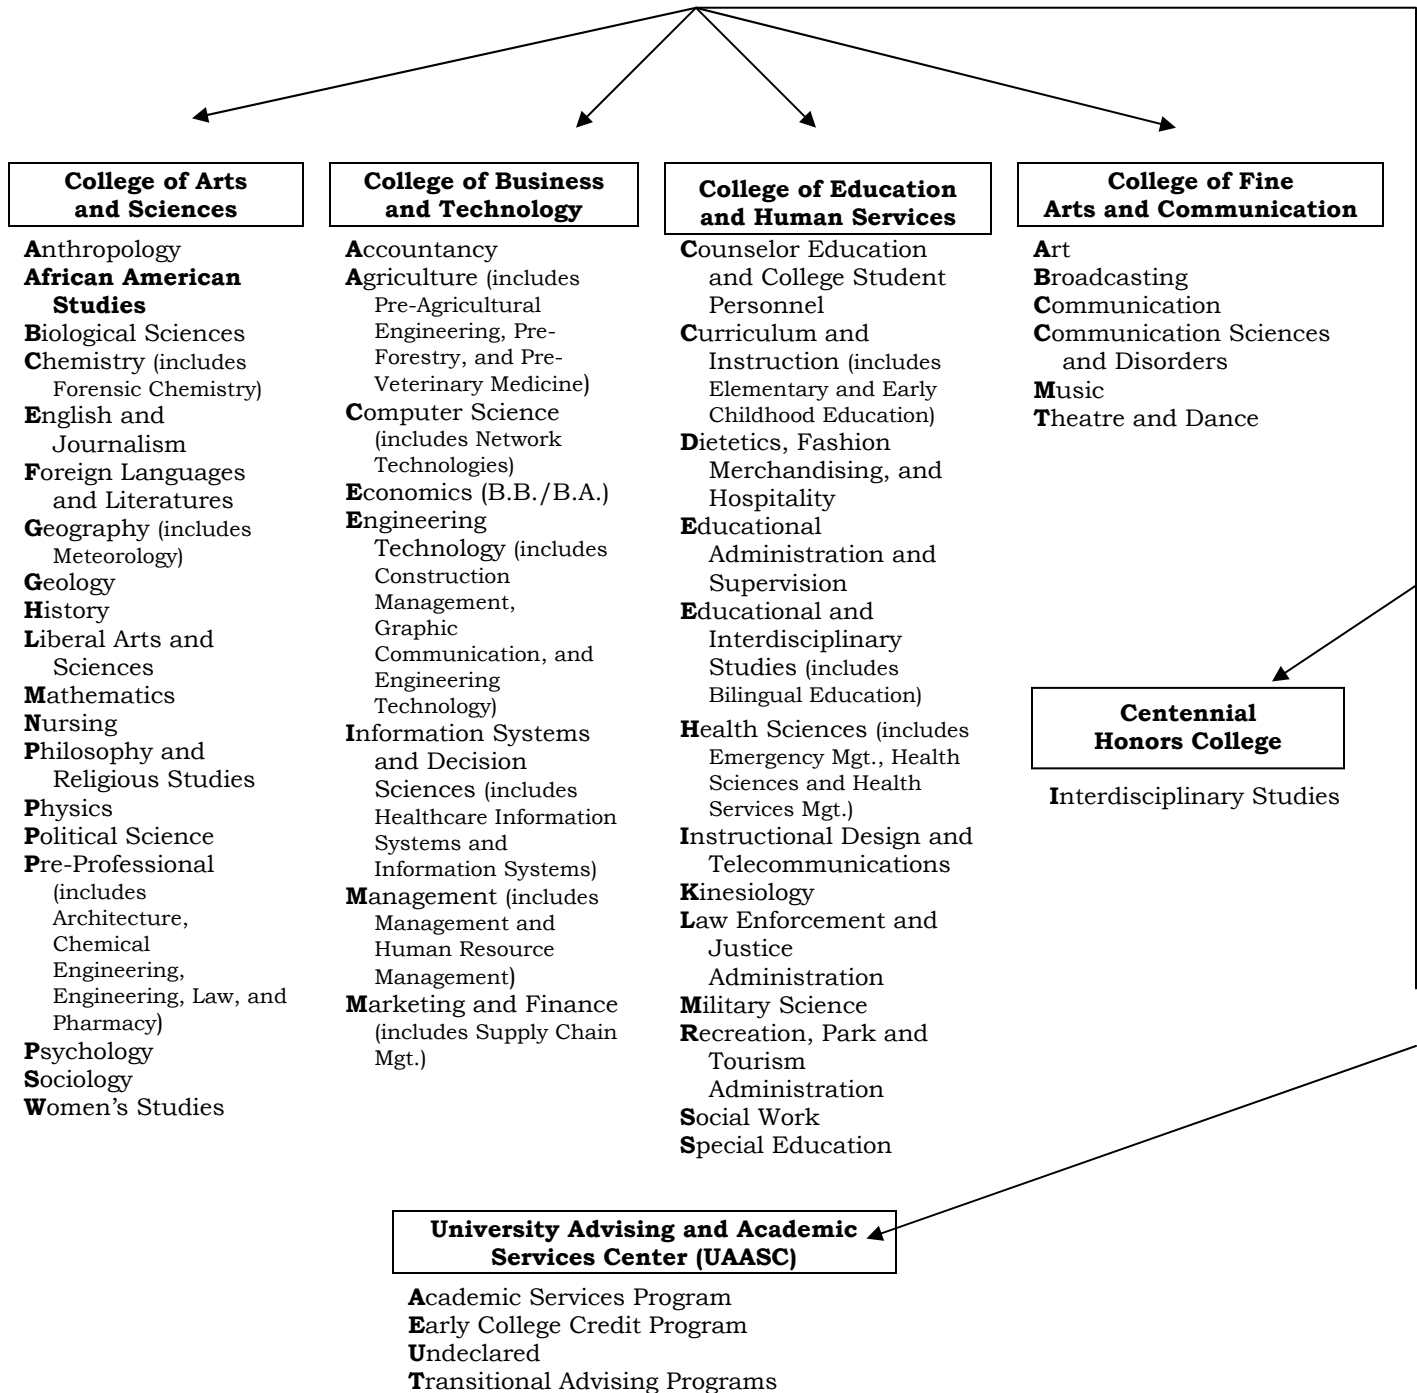 College of Arts
and Sciences
Anthropology
African American
Studies
Biological Sciences
Chemistry (includes
Forensic Chemistry)
English and
Journalism
Foreign Languages
and Literatures
Geography (includes
Meteorology)
Geology
History
Liberal Arts and
Sciences
Mathematics
Nursing
Philosophy and
Religious Studies
Physics
Political Science
Pre-Professional
(includes
Architecture,
Chemical
Engineering,
Engineering, Law, and
Pharmacy)
Psychology
Sociology
Women’s Studies
College of Business
and Technology
Accountancy
Agriculture (includes
Pre-Agricultural
Engineering, Pre-
Forestry, and Pre-
Veterinary Medicine)
Computer Science
(includes Network
Technologies)
Economics (B.B./B.A.)
Engineering
Technology (includes
Construction
Management,
Graphic
Communication, and
Engineering
Technology)
Information Systems
and Decision
Sciences (includes
Healthcare Information
Systems and
Information Systems)
Management (includes
Management and
Human Resource
Management)
Marketing and Finance
(includes Supply Chain
Mgt.)
College of Education
and Human Services
Counselor Education
and College Student
Personnel
Curriculum and
Instruction (includes
Elementary and Early
Childhood Education)
Dietetics, Fashion
Merchandising, and
Hospitality
Educational
Administration and
Supervision
Educational and
Interdisciplinary
Studies (includes
Bilingual Education)
Health Sciences (includes
Emergency Mgt., Health
Sciences and Health
Services Mgt.)
Instructional Design and
Telecommunications
Kinesiology
Law Enforcement and
Justice
Administration
Military Science
Recreation, Park and
Tourism
Administration
Social Work
Special Education
College of Fine
Arts and Communication
Art
Broadcasting
Communication
Communication Sciences
and Disorders
Music
Theatre and Dance
Centennial
Honors College
Interdisciplinary Studies
University Advising and Academic
Services Center (UAASC)
Academic Services Program
Early College Credit Program
Undeclared
Transitional Advising Programs